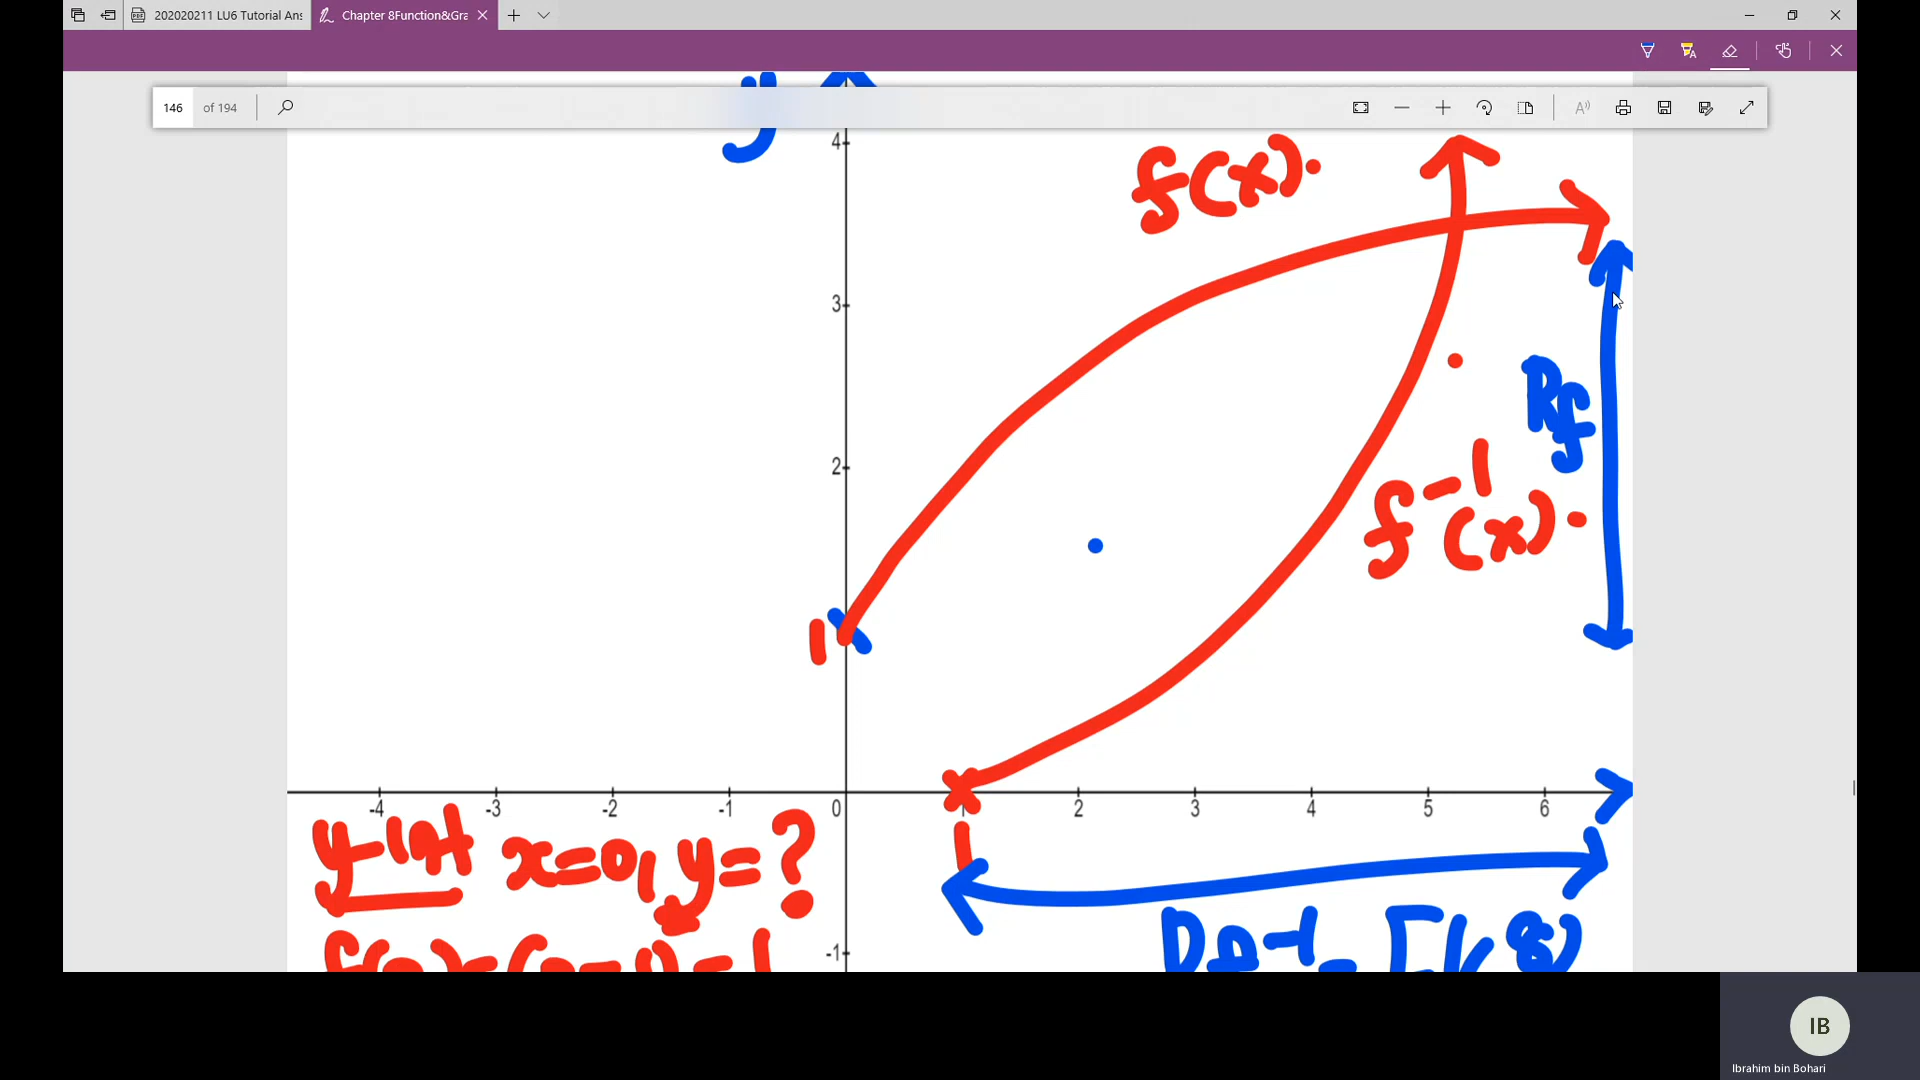 202020211 LU6 Tutorial Ans
Chapter 8Function&Gra
146 of 194
y
4
f(x).
3
Rf
2
f⁻¹(x).
1
-4 -3 -2 -1 0 2 3 4 5 6
1
y-int x=0, y=?
-1
Ibrahim bin Bohari
IB